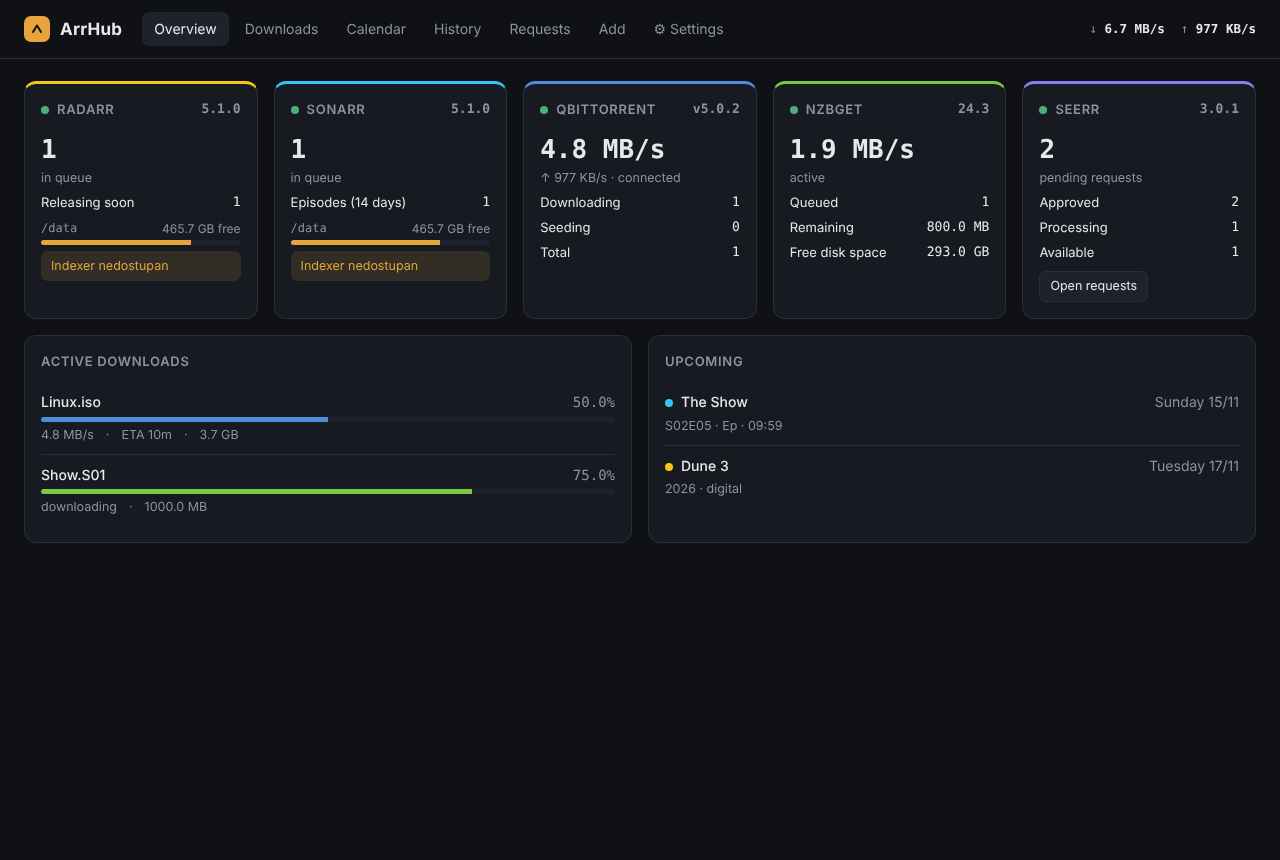 ArrHub Overview Downloads Calendar History Requests Add ⚙ Settings ↓ 6.7 MB/s ↑ 977 KB/s
RADARR 5.1.0
1
in queue
Releasing soon 1
/data 465.7 GB free
Indexer nedostupan
SONARR 5.1.0
1
in queue
Episodes (14 days) 1
/data 465.7 GB free
Indexer nedostupan
QBITTORRENT v5.0.2
4.8 MB/s
↑ 977 KB/s · connected
Downloading 1
Seeding 0
Total 1
NZBGET 24.3
1.9 MB/s
active
Queued 1
Remaining 800.0 MB
Free disk space 293.0 GB
SEERR 3.0.1
2
pending requests
Approved 2
Processing 1
Available 1
Open requests
ACTIVE DOWNLOADS
Linux.iso 50.0%
4.8 MB/s · ETA 10m · 3.7 GB
Show.S01 75.0%
downloading · 1000.0 MB
UPCOMING
The Show Sunday 15/11
S02E05 · Ep · 09:59
Dune 3 Tuesday 17/11
2026 · digital